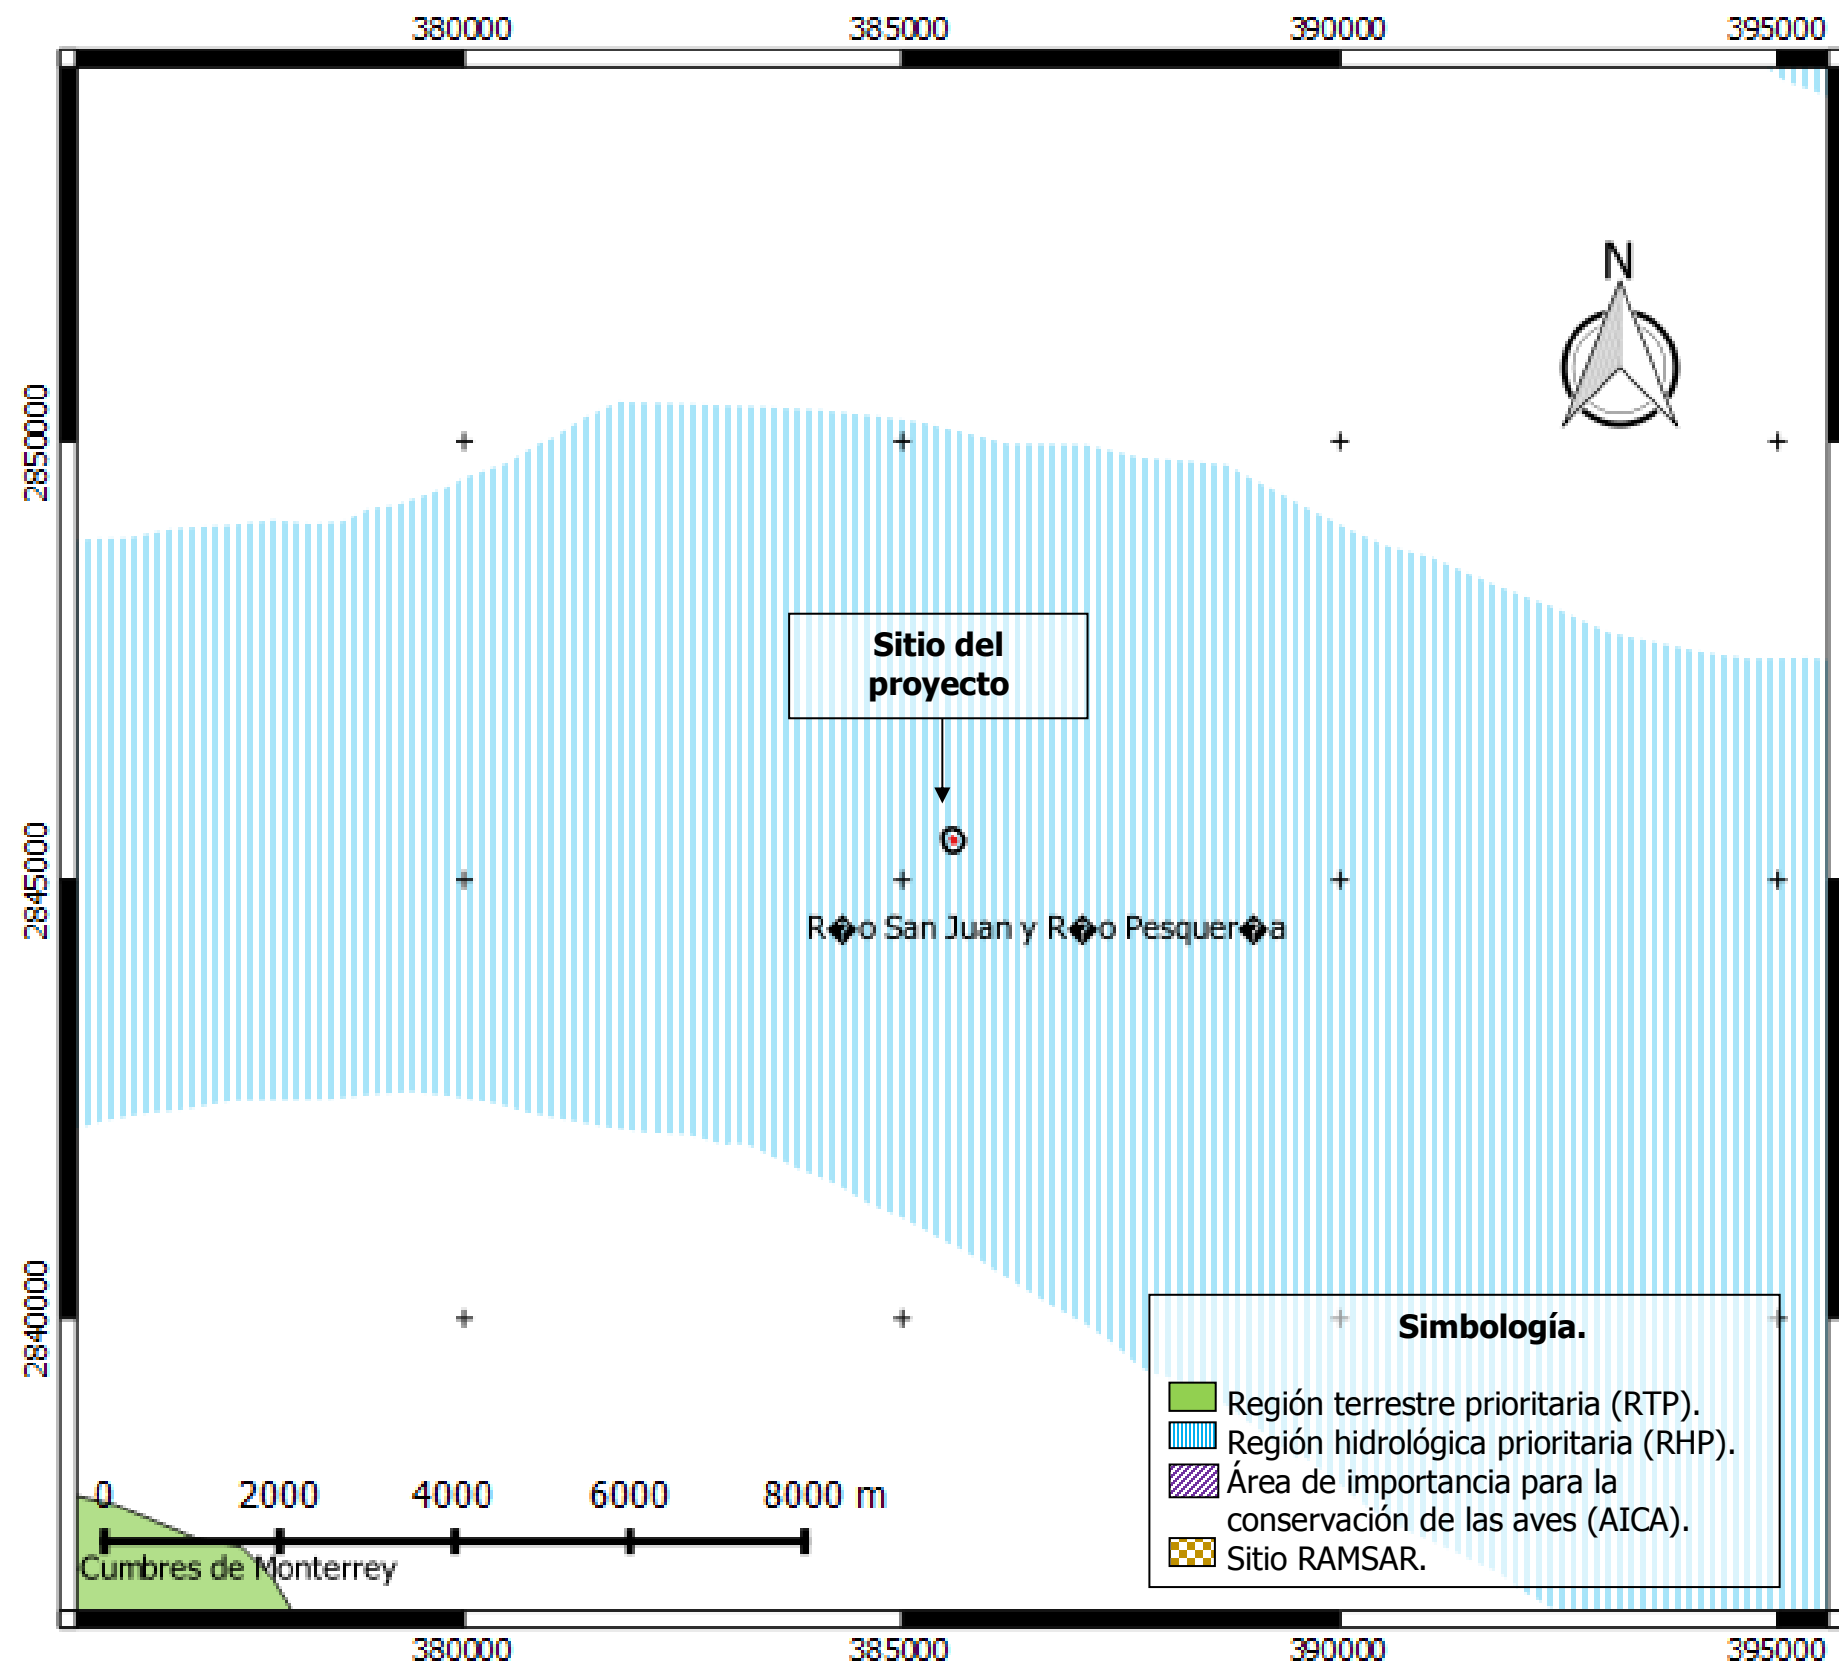 380000 385000 390000 395000
N
2850000
2845000
2840000
Sitio del
proyecto
R�o San Juan y R�o Pesquer�a
Simbología.
Región terrestre prioritaria (RTP).
Región hidrológica prioritaria (RHP).
Área de importancia para la
conservación de las aves (AICA).
Sitio RAMSAR.
0 2000 4000 6000 8000 m
Cumbres de Monterrey
380000 385000 390000 395000